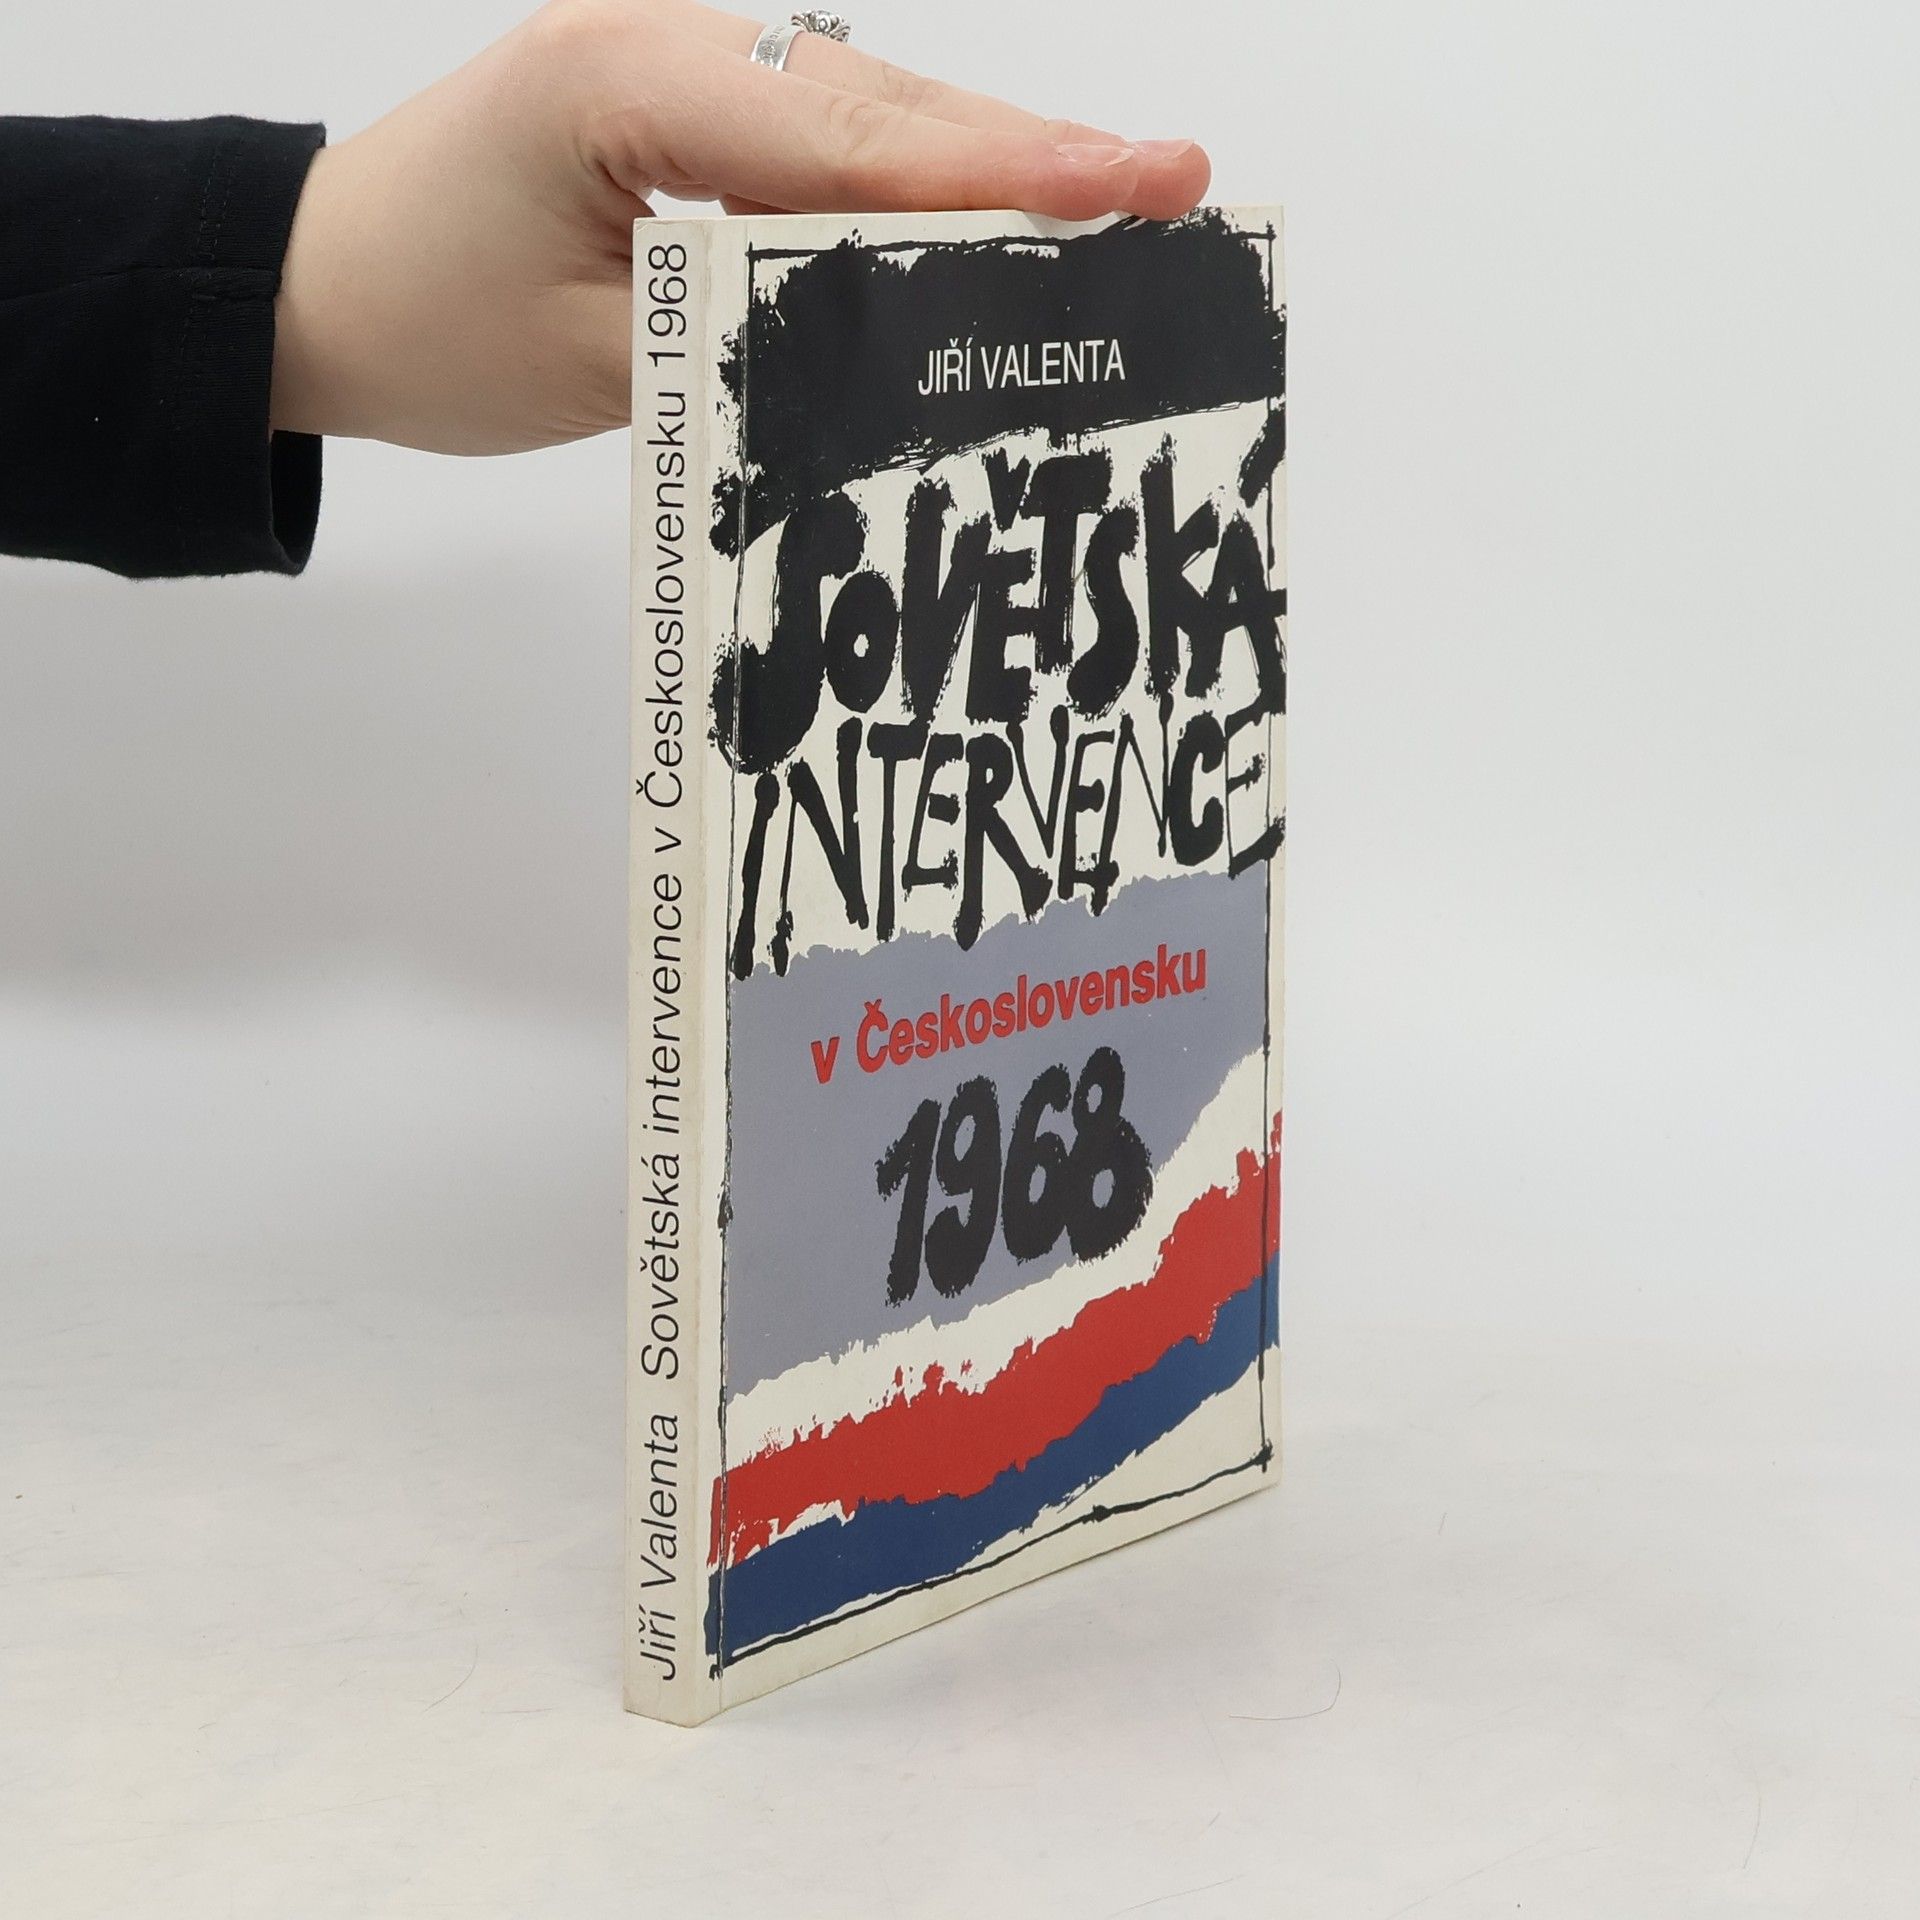 Jiří Valenta Sovětská intervence v Československu 1968
JIŘÍ VALENTA
SOVĚTSKÁ
INTERVENCE
v Československu
1968